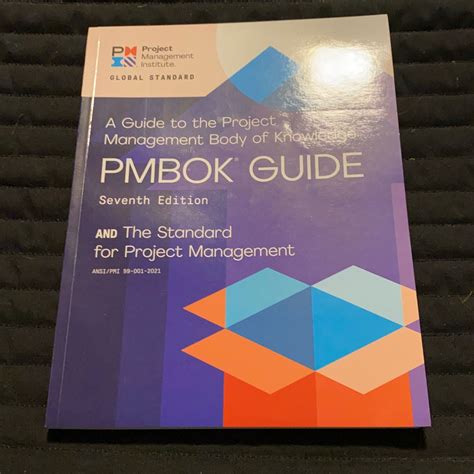 PM
Project
Management
Institute.
GLOBAL STANDARD
A Guide to the Project
Management Body of Knowledge
PMBOK® GUIDE
Seventh Edition
AND The Standard
for Project Management
ANSI/PMI 99-001-2021